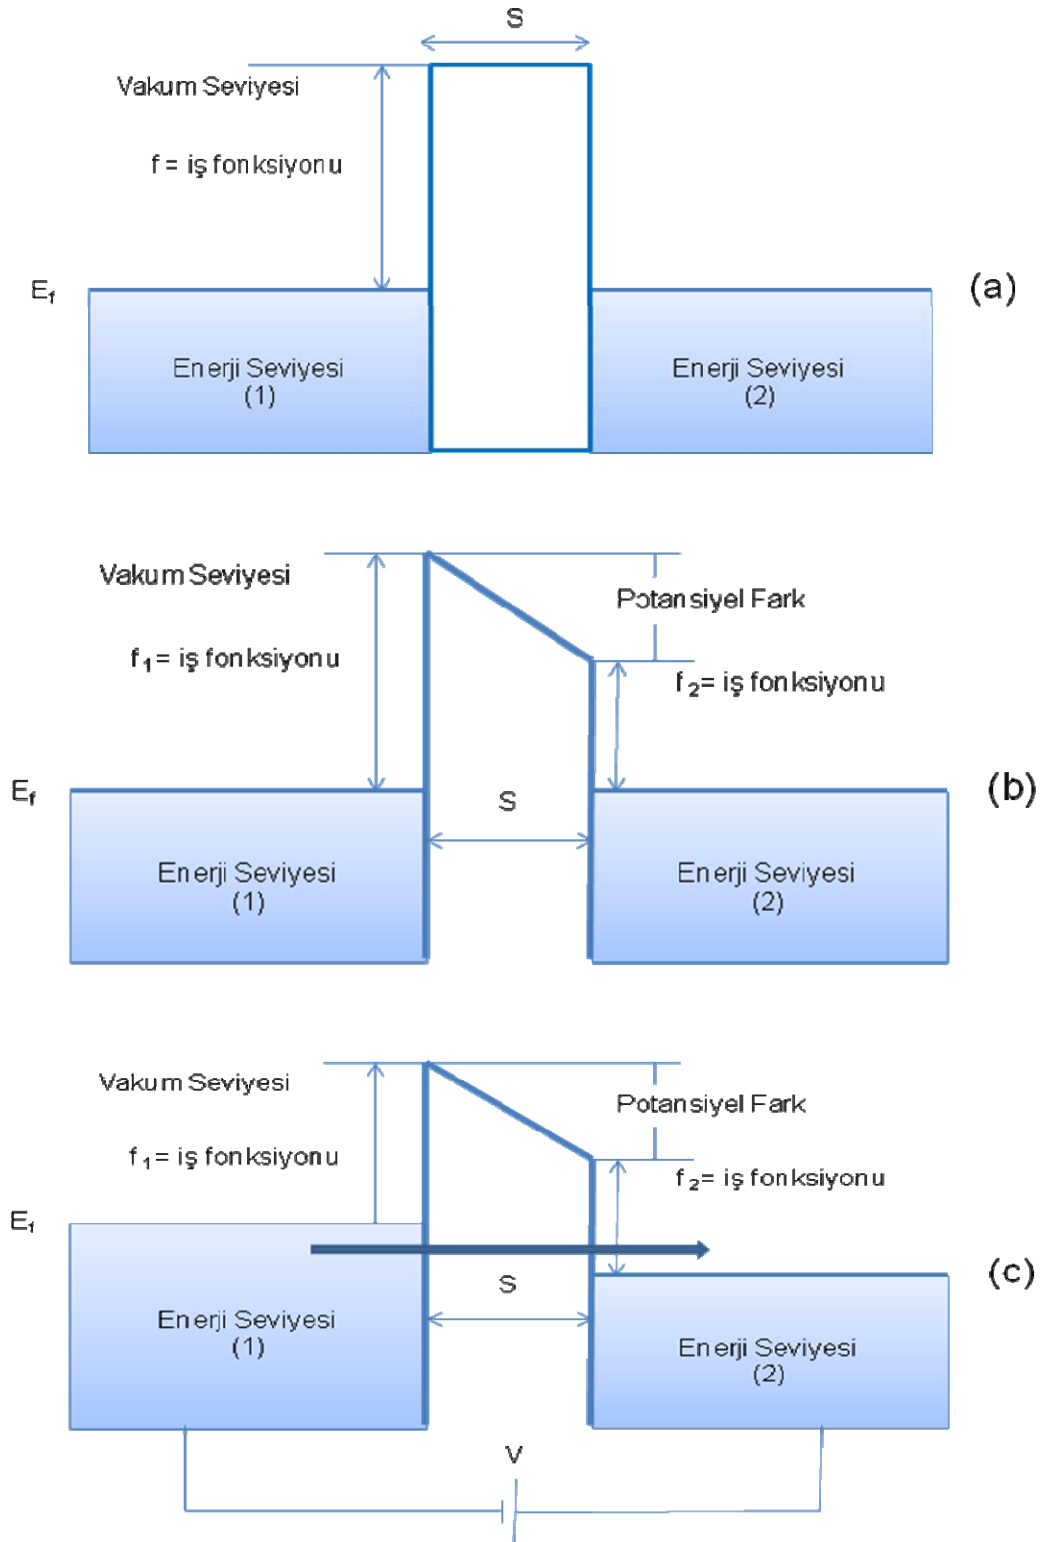 S
Vakum Seviyesi
f = iş fonksiyonu
Ef
(a)
Enerji Seviyesi
(1)
Enerji Seviyesi
(2)
Vakum Seviyesi
Potansiyel Fark
f1= iş fonksiyonu
f2= iş fonksiyonu
Ef
S
(b)
Enerji Seviyesi
(1)
Enerji Seviyesi
(2)
Vakum Seviyesi
Potansiyel Fark
f1= iş fonksiyonu
f2= iş fonksiyonu
Ef
S
(c)
Enerji Seviyesi
(1)
Enerji Seviyesi
(2)
V